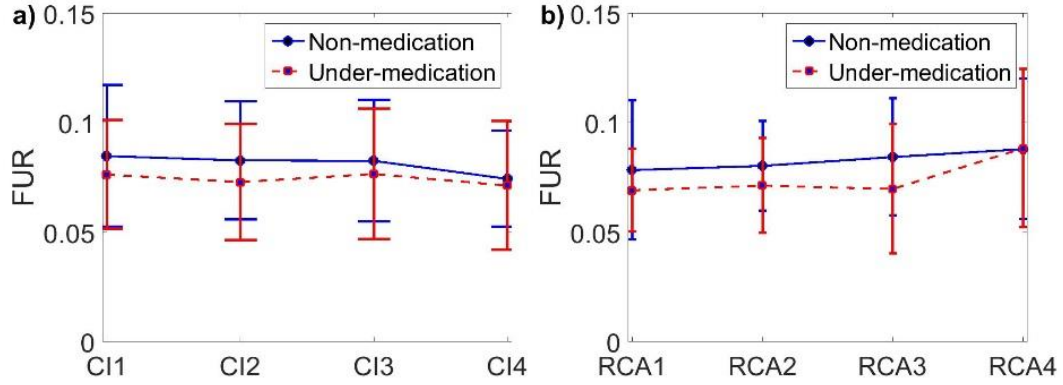 a)
0.15
0.1
0.05
0
FUR
Non-medication
Under-medication
CI1 CI2 CI3 CI4
b)
0.15
0.1
0.05
0
FUR
Non-medication
Under-medication
RCA1 RCA2 RCA3 RCA4